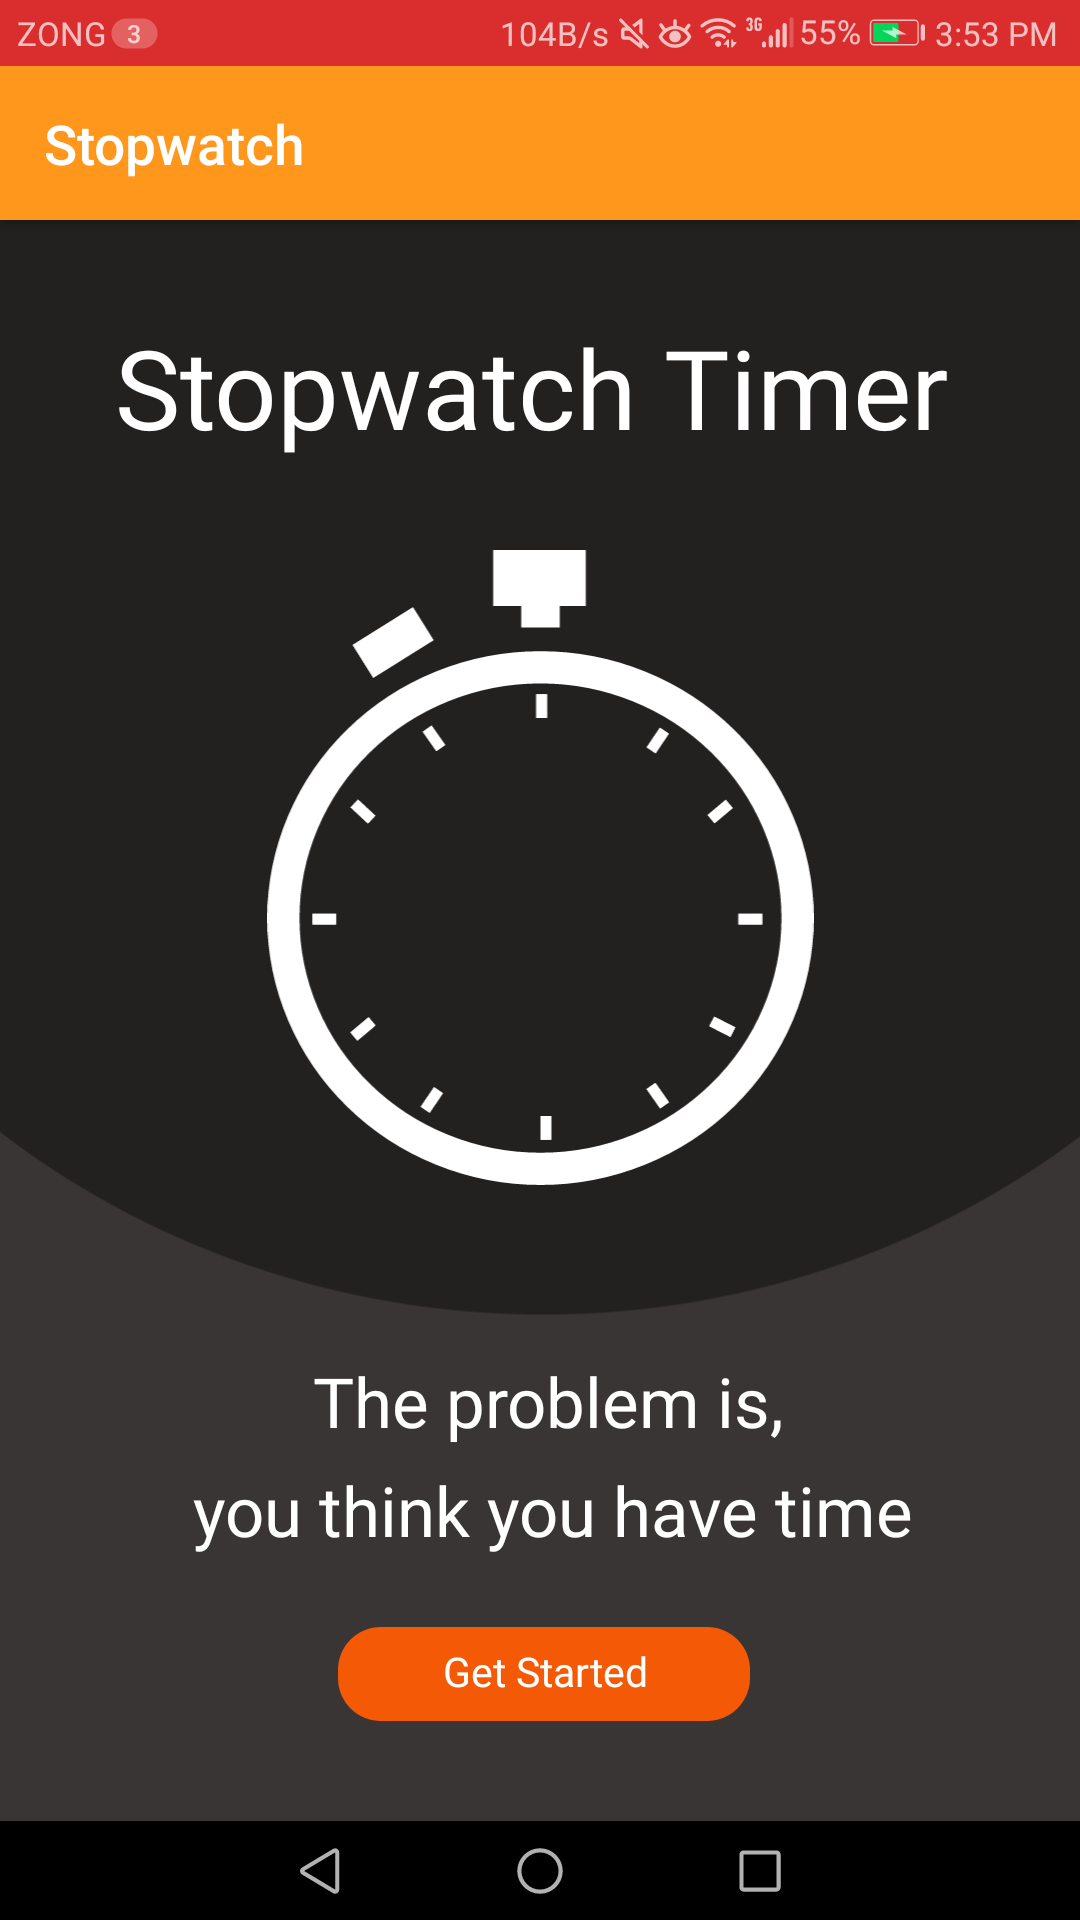 ZONG 3 104B/s 3G 55% 3:53 PM
Stopwatch
Stopwatch Timer
The problem is,
you think you have time
Get Started